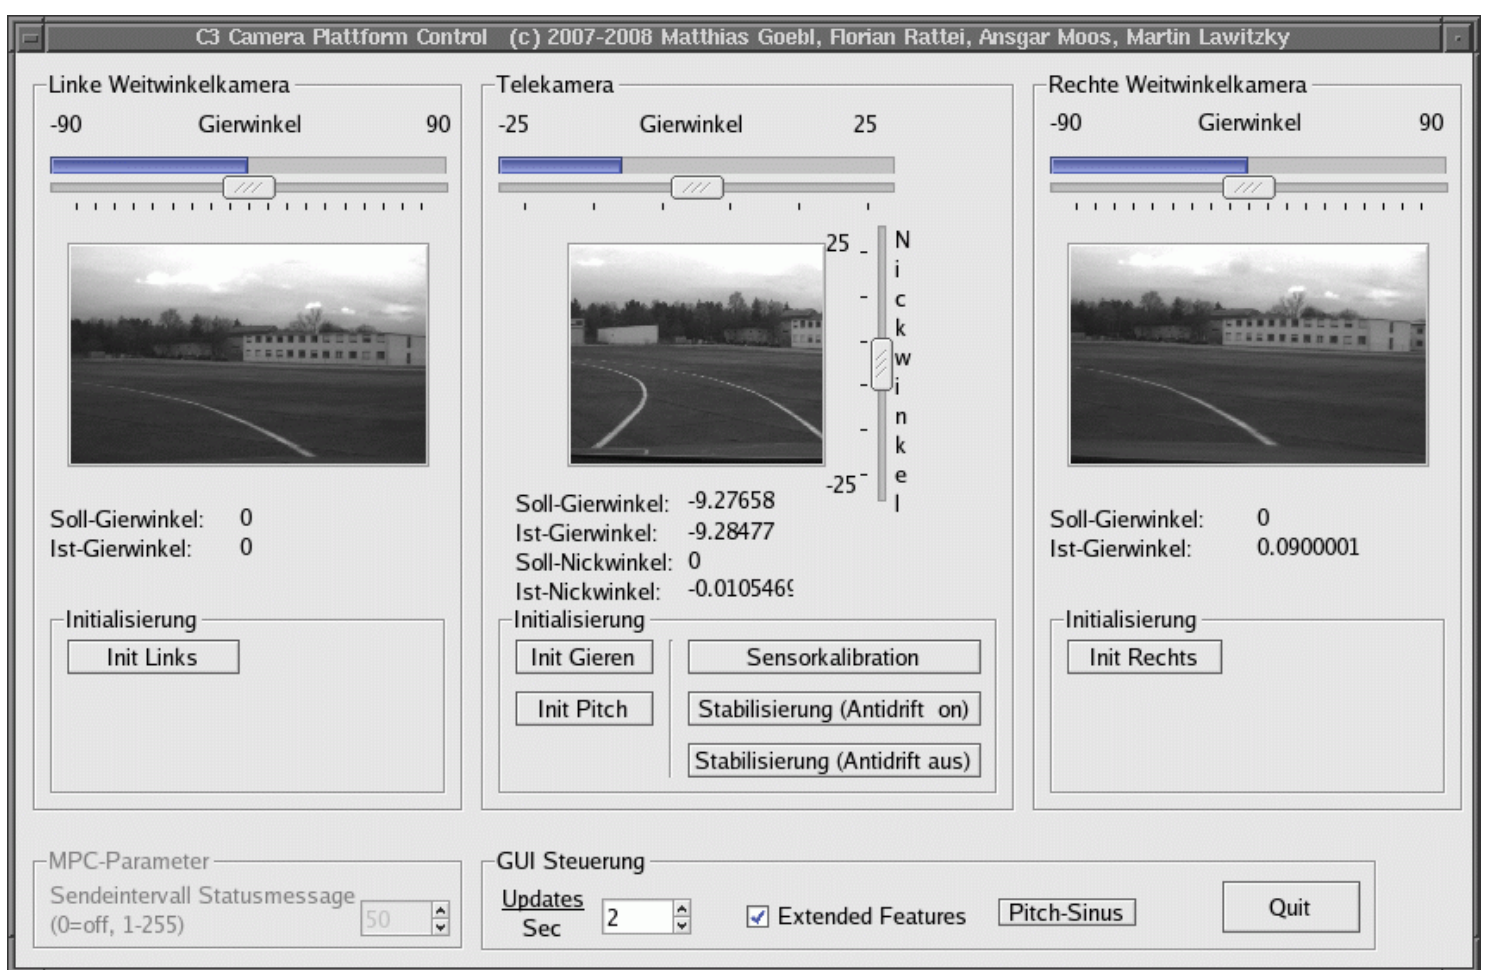 C3 Camera Plattform Control (c) 2007-2008 Matthias Goebl, Florian Rattei, Ansgar Moos, Martin Lawitzky
Linke Weitwinkelkamera
-90 Gierwinkel 90
Soll-Gierwinkel: 0
Ist-Gierwinkel: 0
Initialisierung
Init Links
Telekamera
-25 Gierwinkel 25
25
Nickwinkel
-25
Soll-Gierwinkel: -9.27658
Ist-Gierwinkel: -9.28477
Soll-Nickwinkel: 0
Ist-Nickwinkel: -0.0105469
Initialisierung
Init Gieren
Init Pitch
Sensorkalibration
Stabilisierung (Antidrift on)
Stabilisierung (Antidrift aus)
Rechte Weitwinkelkamera
-90 Gierwinkel 90
Soll-Gierwinkel: 0
Ist-Gierwinkel: 0.0900001
Initialisierung
Init Rechts
MPC-Parameter
Sendeintervall Statusmessage
(0=off, 1-255)
50
GUI Steuerung
Updates
Sec
2
Extended Features
Pitch-Sinus
Quit